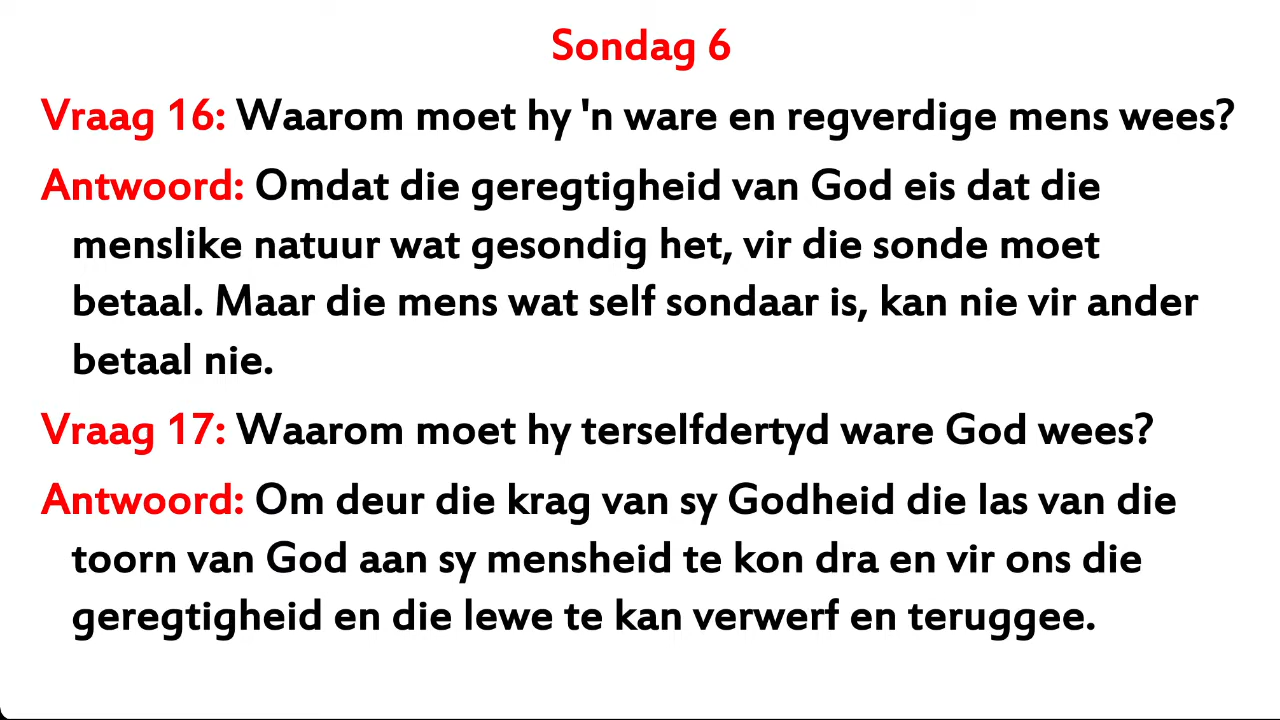 Sondag 6
Vraag 16: Waarom moet hy 'n ware en regverdige mens wees?
Antwoord: Omdat die geregtigheid van God eis dat die
menslike natuur wat gesondig het, vir die sonde moet
betaal. Maar die mens wat self sondaar is, kan nie vir ander
betaal nie.
Vraag 17: Waarom moet hy terselfdertyd ware God wees?
Antwoord: Om deur die krag van sy Godheid die las van die
toorn van God aan sy mensheid te kon dra en vir ons die
geregtigheid en die lewe te kan verwerf en teruggee.